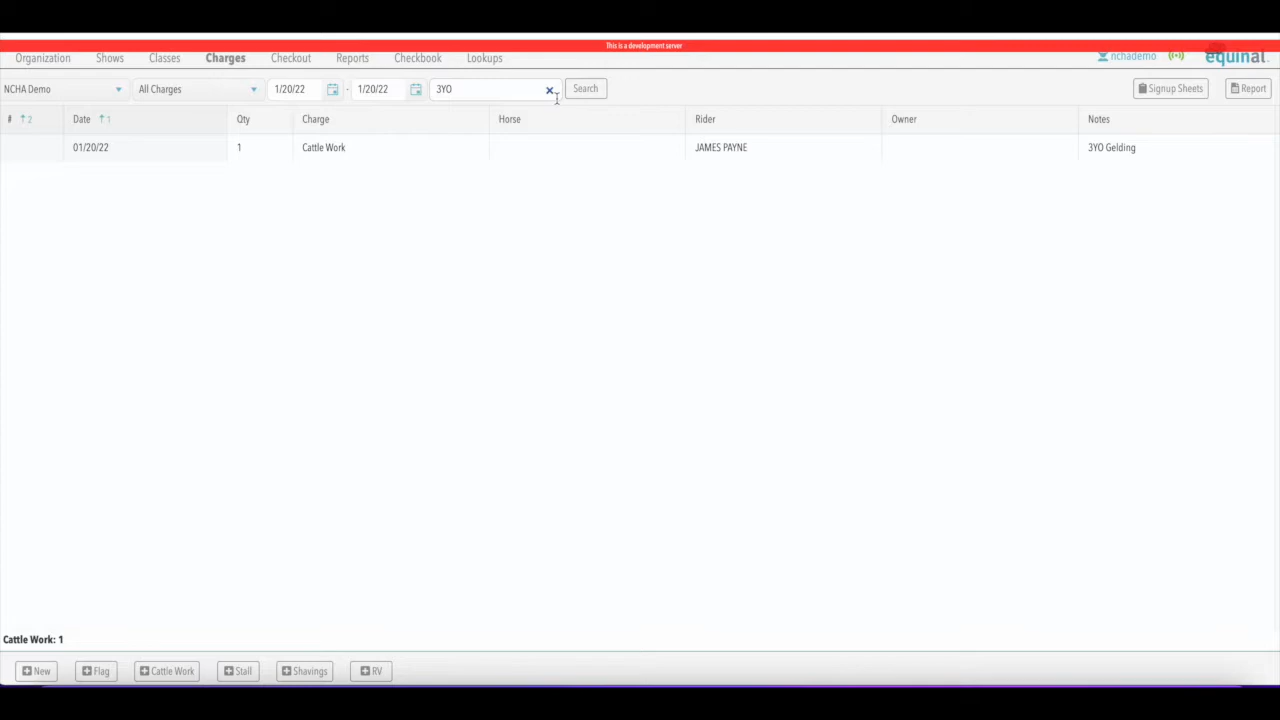 This is a development server
Organization Shows Classes Charges Checkout Reports Checkbook Lookups nchademo equinal
NCHA Demo All Charges 1/20/22 - 1/20/22 3YO Search Signup Sheets Report
# 2 Date 1 Qty Charge Horse Rider Owner Notes
01/20/22 1 Cattle Work JAMES PAYNE 3YO Gelding
Cattle Work: 1
New Flag Cattle Work Stall Shavings RV